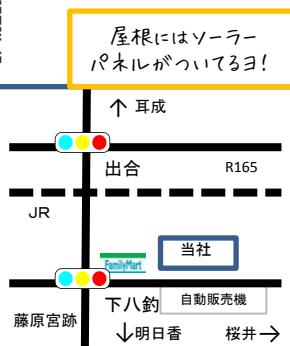 屋根にはソーラー
パネルがついてるヨ!
↑ 耳成
出合
R165
JR
FamilyMart
当社
下八釣
自動販売機
藤原宮跡
↓明日香
桜井→